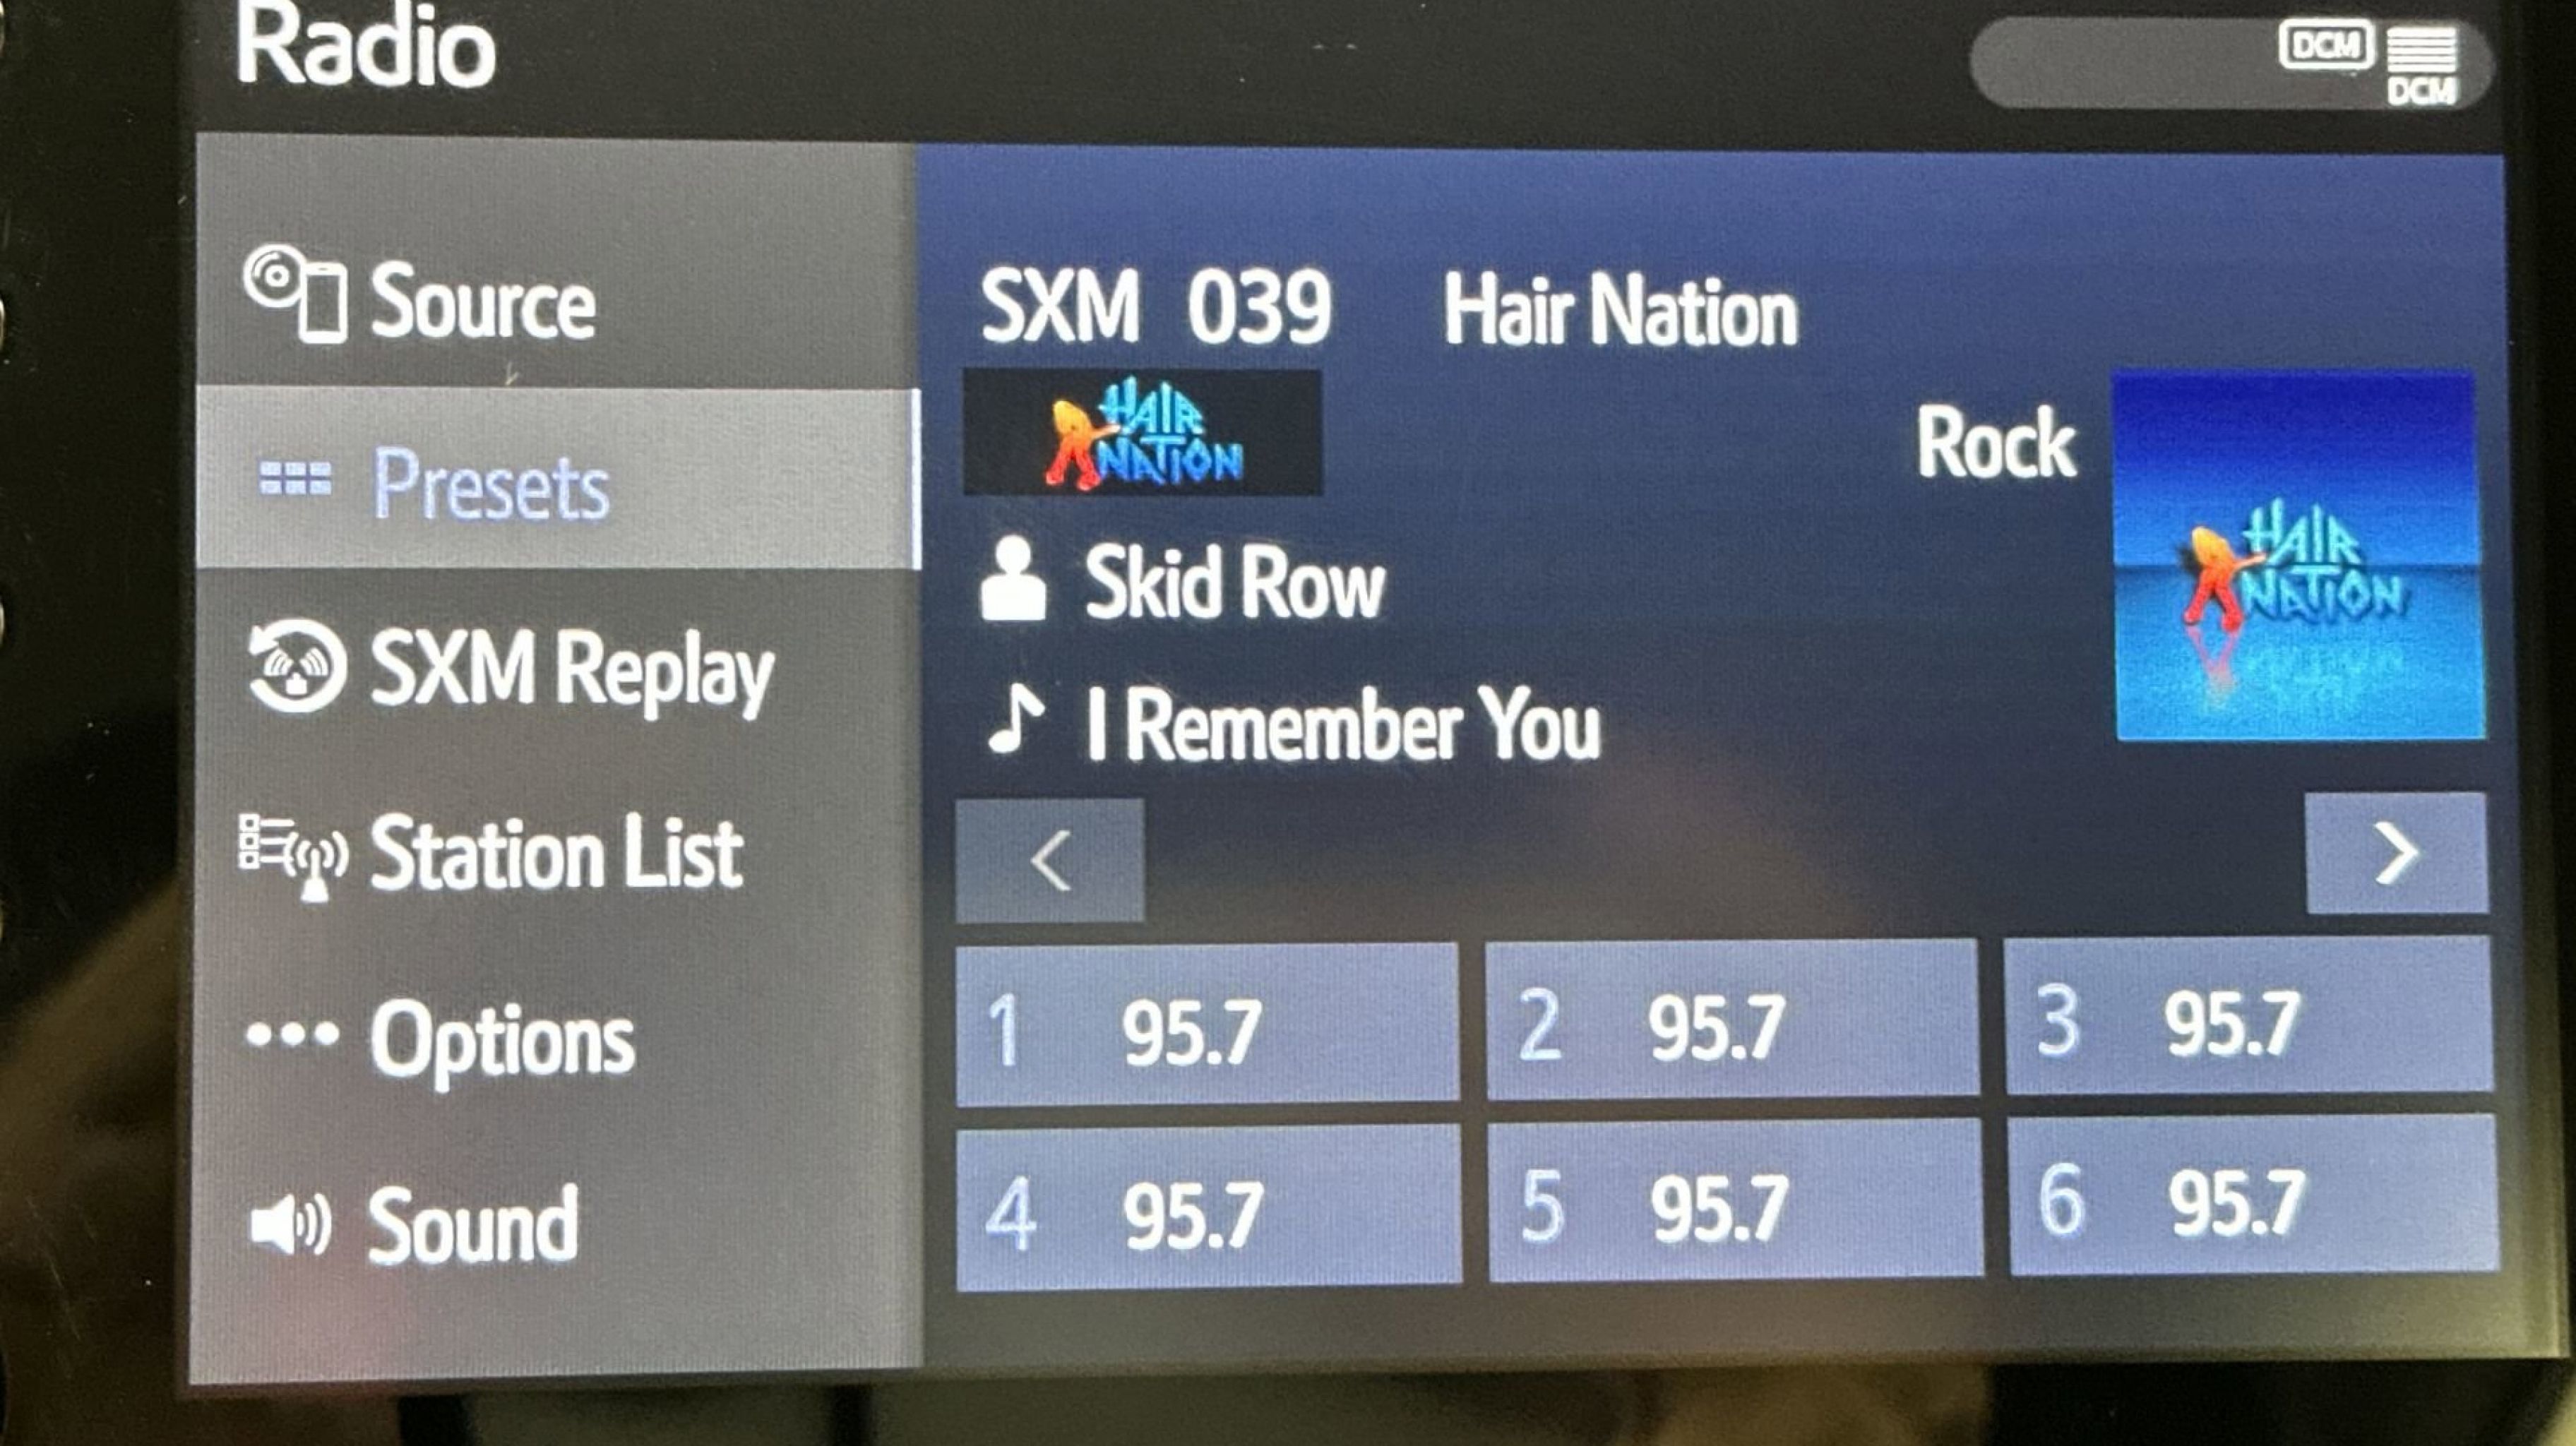 Radio
DCM
DCM
Source
Presets
SXM Replay
Station List
Options
Sound
SXM 039 Hair Nation
HAIR
NATION
Rock
HAIR
NATION
Skid Row
I Remember You
1 95.7
2 95.7
3 95.7
4 95.7
5 95.7
6 95.7